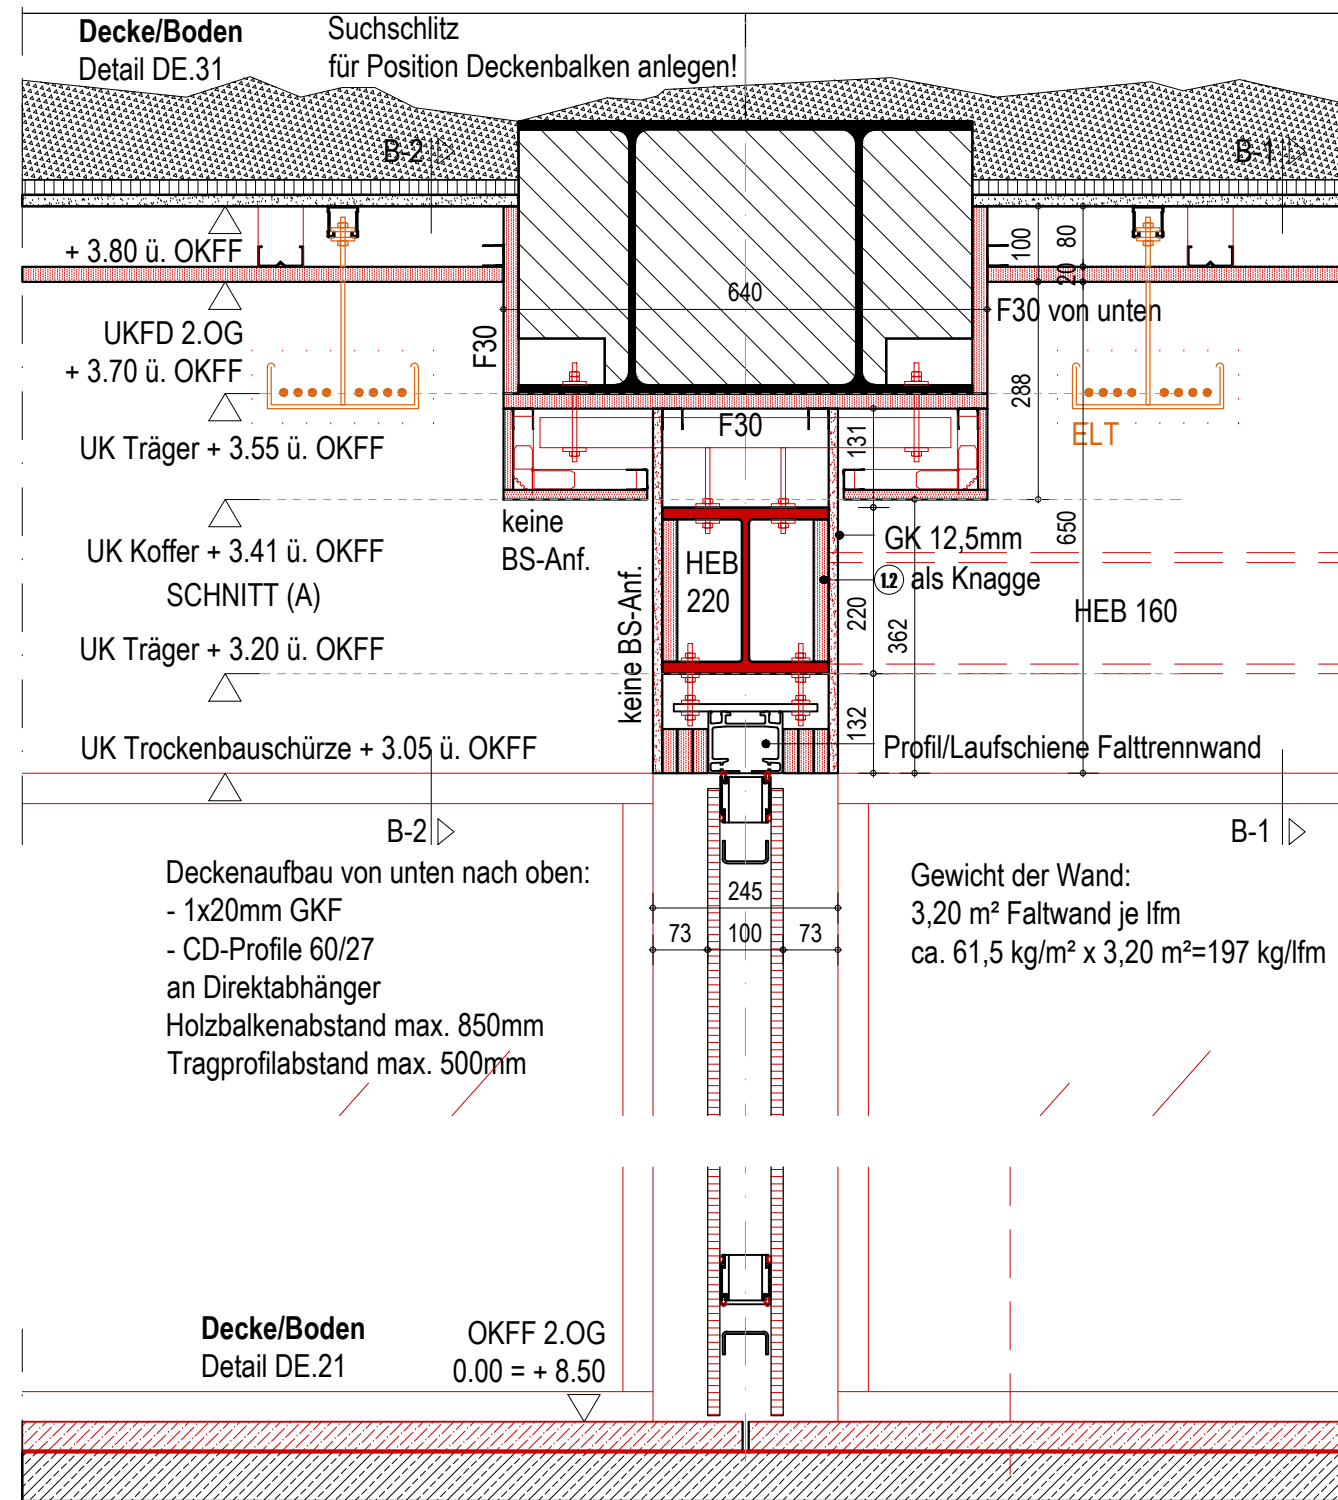 Decke/Boden
Detail DE.31
Suchschlitz
für Position Deckenbalken anlegen!
B-2
B-1
+ 3.80 ü. OKFF
UKFD 2.OG
+ 3.70 ü. OKFF
UK Träger + 3.55 ü. OKFF
UK Koffer + 3.41 ü. OKFF
SCHNITT (A)
UK Träger + 3.20 ü. OKFF
UK Trockenbauschürze + 3.05 ü. OKFF
F30
640
F30
100
80
20
F30 von unten
288
ELT
131
650
keine
BS-Anf.
keine BS-Anf.
HEB
220
GK 12,5mm
12 als Knagge
220
362
HEB 160
132
Profil/Laufschiene Falttrennwand
B-2
B-1
Deckenaufbau von unten nach oben:
- 1x20mm GKF
- CD-Profile 60/27
an Direktabhänger
Holzbalkenabstand max. 850mm
Tragprofilabstand max. 500mm
245
73
100
73
Gewicht der Wand:
3,20 m² Faltwand je lfm
ca. 61,5 kg/m² x 3,20 m²=197 kg/lfm
Decke/Boden
Detail DE.21
OKFF 2.OG
0.00 = + 8.50